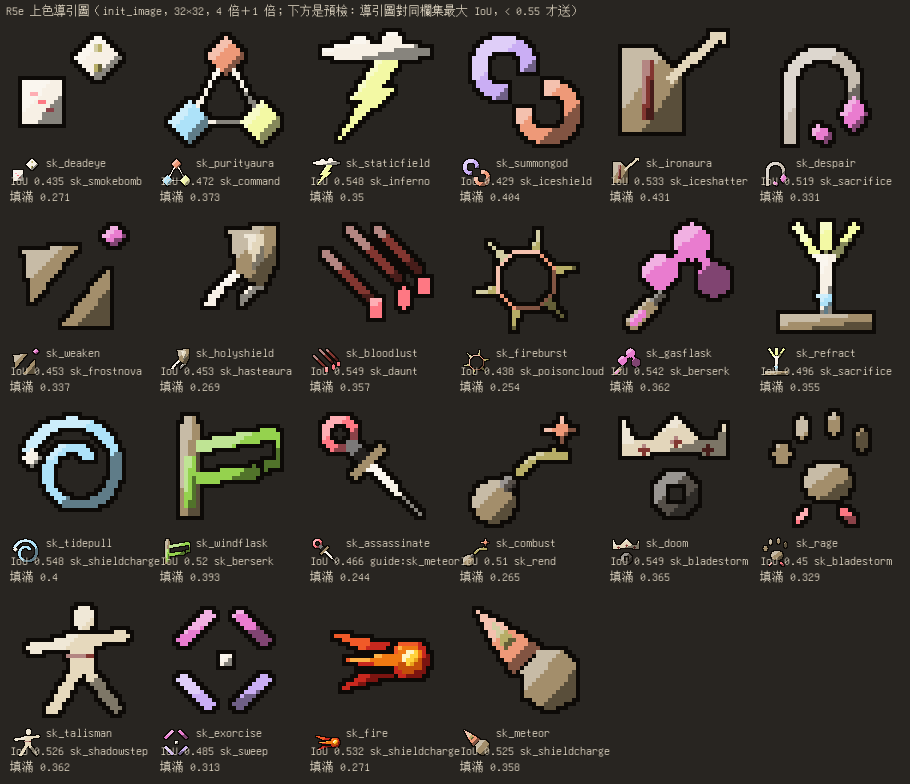 RSe 上色導引圖（init_image, 32×32, 4 倍＋1 倍；下方是預檢：導引圖對同欄集最大 IoU, < 0.55 才送）
sk_deadeye
IoU 0.435 sk_smokebomb
填滿 0.271
sk_purityaura
IoU 0.472 sk_command
填滿 0.373
sk_staticfield
IoU 0.548 sk_inferno
填滿 0.35
sk_summongod
IoU 0.429 sk_iceshield
填滿 0.404
sk_ironaura
IoU 0.533 sk_iceshatter
填滿 0.431
sk_despair
IoU 0.519 sk_sacrifice
填滿 0.331
sk_weaken
IoU 0.453 sk_frostnova
填滿 0.337
sk_holyshield
IoU 0.453 sk_hasteaura
填滿 0.269
sk_bloodlust
IoU 0.549 sk_daunt
填滿 0.357
sk_fireburst
IoU 0.438 sk_poisoncloud
填滿 0.254
sk_gasflask
IoU 0.542 sk_berserk
填滿 0.362
sk_refract
IoU 0.496 sk_sacrifice
填滿 0.355
sk_tidepull
IoU 0.548 sk_shieldcharge
填滿 0.4
sk_windflask
IoU 0.52 sk_berserk
填滿 0.393
sk_assassinate
IoU 0.466 guide:sk_meteor
填滿 0.244
sk_combust
IoU 0.51 sk_rend
填滿 0.265
sk_doom
IoU 0.549 sk_bladestorm
填滿 0.365
sk_rage
IoU 0.45 sk_bladestorm
填滿 0.329
sk_talisman
IoU 0.526 sk_shadowstep
填滿 0.362
sk_exorcise
IoU 0.485 sk_sweep
填滿 0.313
sk_fire
IoU 0.532 sk_shieldcharge
填滿 0.271
sk_meteor
IoU 0.525 sk_shieldcharge
填滿 0.358